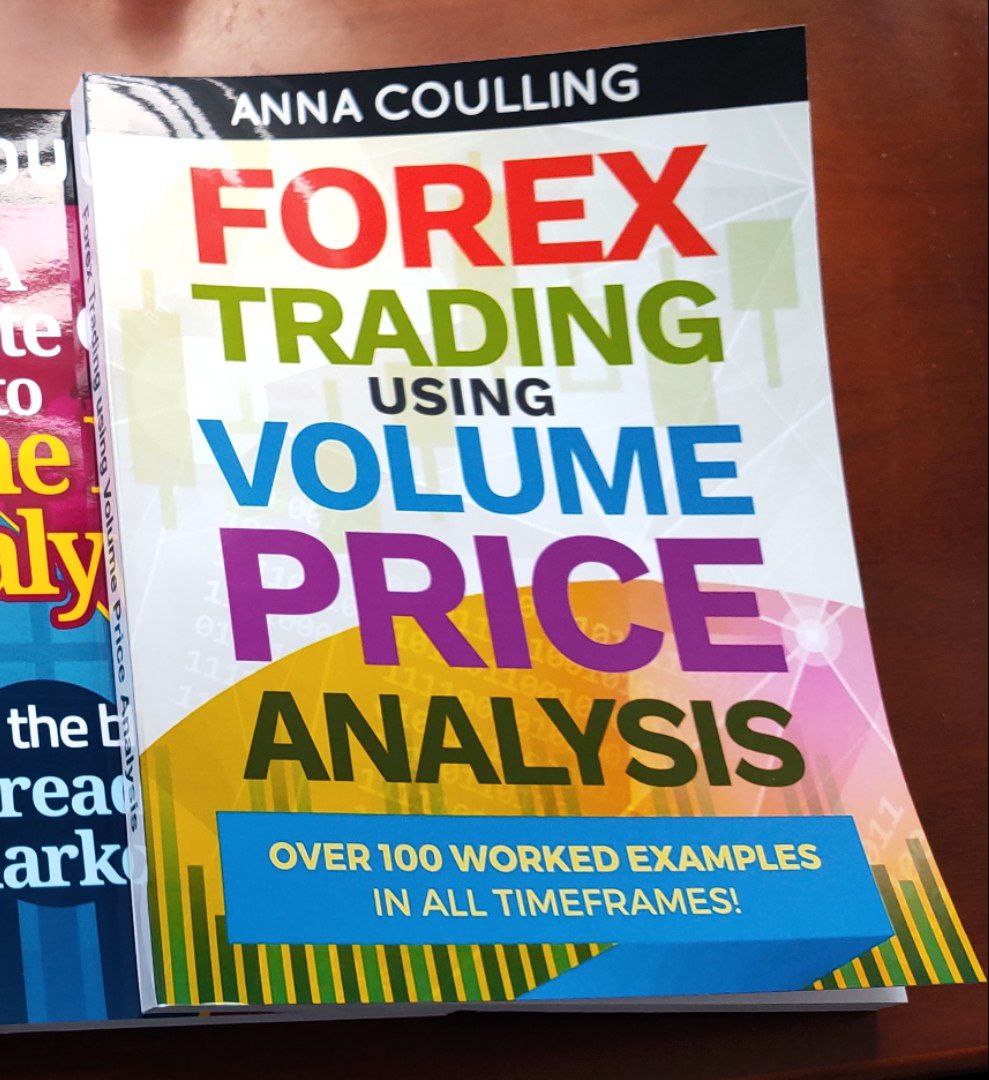 ANNA COULLING
FOREX
TRADING
USING
VOLUME
PRICE
ANALYSIS
OVER 100 WORKED EXAMPLES
IN ALL TIMEFRAMES!
Forex Trading using Volume Price Analysis
to
the